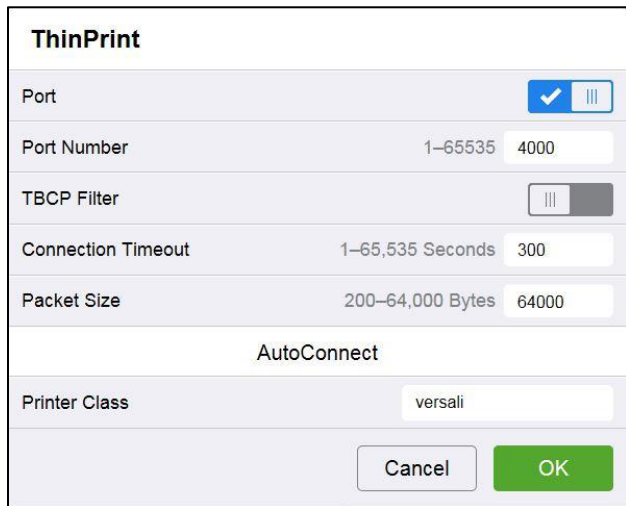 ThinPrint
Port
Port Number 1–65535 4000
TBCP Filter
Connection Timeout 1–65,535 Seconds 300
Packet Size 200–64,000 Bytes 64000
AutoConnect
Printer Class versali
Cancel OK